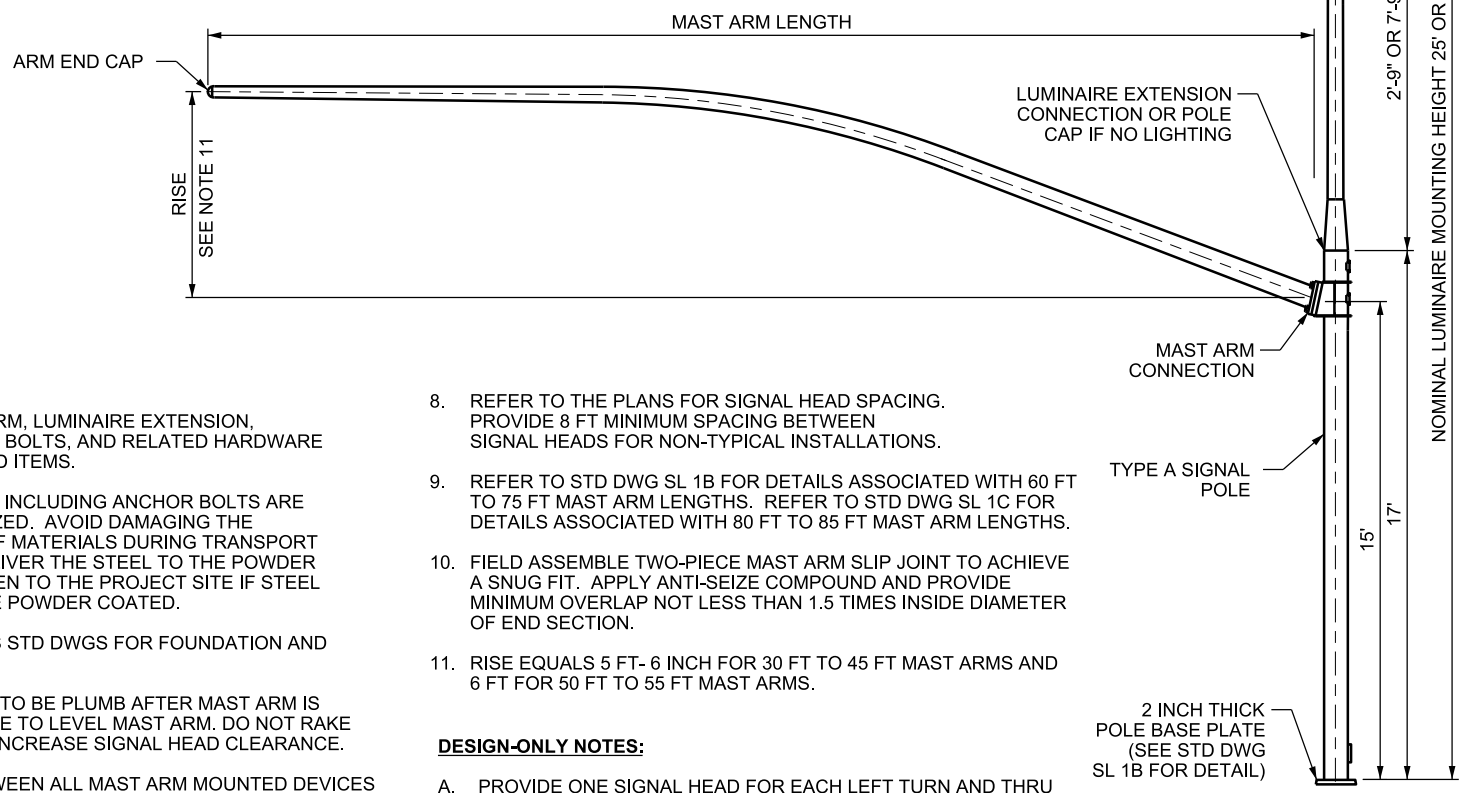 MAST ARM LENGTH
ARM END CAP
RISE
SEE NOTE 11
LUMINAIRE EXTENSION
CONNECTION OR POLE
CAP IF NO LIGHTING
2'-9" OR 7'-9
NOMINAL LUMINAIRE MOUNTING HEIGHT 25' OR
MAST ARM
CONNECTION
TYPE A SIGNAL
POLE
15'
17'
2 INCH THICK
POLE BASE PLATE
(SEE STD DWG
SL 1B FOR DETAIL)
RM, LUMINAIRE EXTENSION,
BOLTS, AND RELATED HARDWARE
D ITEMS.
INCLUDING ANCHOR BOLTS ARE
ZED. AVOID DAMAGING THE
F MATERIALS DURING TRANSPORT
IVER THE STEEL TO THE POWDER
EN TO THE PROJECT SITE IF STEEL
E POWDER COATED.
S STD DWGS FOR FOUNDATION AND
TO BE PLUMB AFTER MAST ARM IS
E TO LEVEL MAST ARM. DO NOT RAKE
INCREASE SIGNAL HEAD CLEARANCE.
WEEN ALL MAST ARM MOUNTED DEVICES
8. REFER TO THE PLANS FOR SIGNAL HEAD SPACING.
PROVIDE 8 FT MINIMUM SPACING BETWEEN
SIGNAL HEADS FOR NON-TYPICAL INSTALLATIONS.
9. REFER TO STD DWG SL 1B FOR DETAILS ASSOCIATED WITH 60 FT
TO 75 FT MAST ARM LENGTHS. REFER TO STD DWG SL 1C FOR
DETAILS ASSOCIATED WITH 80 FT TO 85 FT MAST ARM LENGTHS.
10. FIELD ASSEMBLE TWO-PIECE MAST ARM SLIP JOINT TO ACHIEVE
A SNUG FIT. APPLY ANTI-SEIZE COMPOUND AND PROVIDE
MINIMUM OVERLAP NOT LESS THAN 1.5 TIMES INSIDE DIAMETER
OF END SECTION.
11. RISE EQUALS 5 FT- 6 INCH FOR 30 FT TO 45 FT MAST ARMS AND
6 FT FOR 50 FT TO 55 FT MAST ARMS.
DESIGN-ONLY NOTES:
A. PROVIDE ONE SIGNAL HEAD FOR EACH LEFT TURN AND THRU